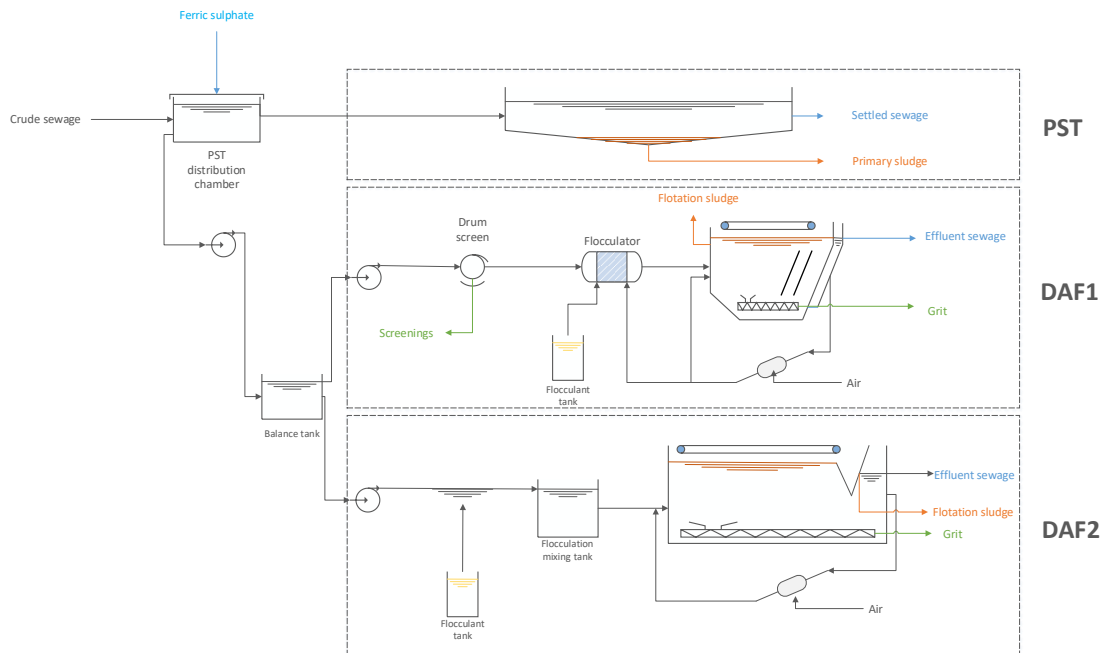 Ferric sulphate
Crude sewage
PST
distribution
chamber
Settled sewage
Primary sludge
PST
Flotation sludge
Drum
screen
Flocculator
Effluent sewage
DAF1
Grit
Screenings
Flocculant
tank
Air
Balance tank
Effluent sewage
Flotation sludge
Grit
DAF2
Flocculation
mixing tank
Flocculant
tank
Air